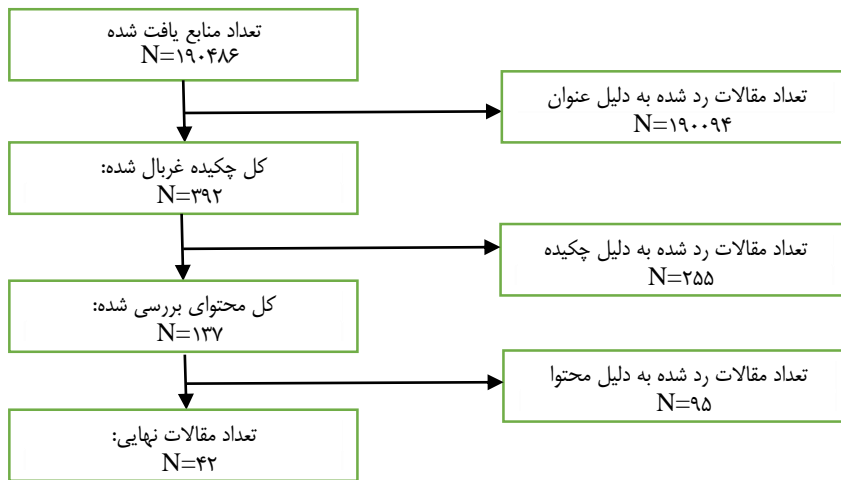 تعداد منابع یافت شده
N=۱۹۰۴۸۶
تعداد مقالات رد شده به دلیل عنوان
N=۱۹۰۰۹۴
کل چکیده غربال شده:
N=۳۹۲
تعداد مقالات رد شده به دلیل چکیده
N=۲۵۵
کل محتوای بررسی شده:
N=۱۳۷
تعداد مقالات رد شده به دلیل محتوا
N=۹۵
تعداد مقالات نهایی:
N=۴۲